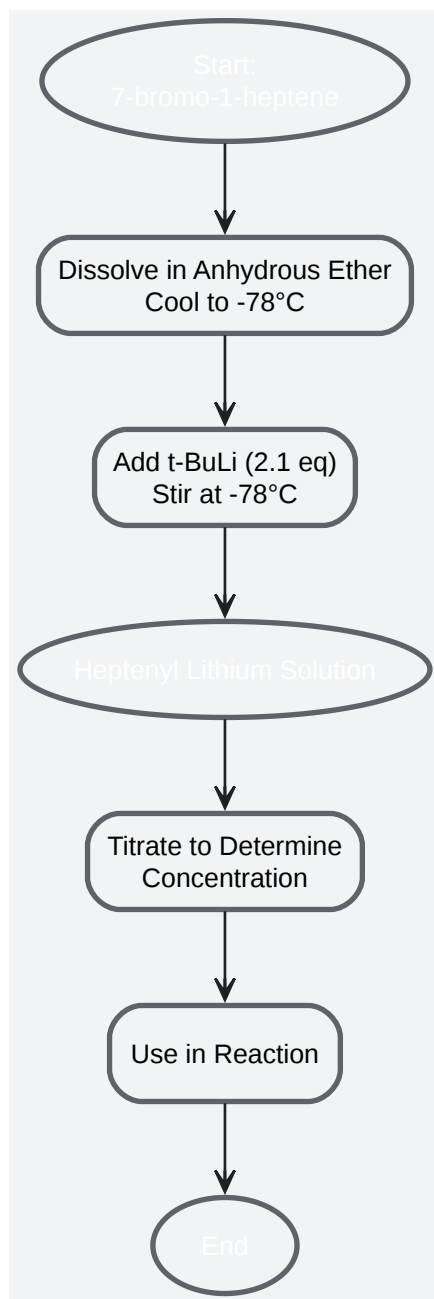 Start:
7-bromo-1-heptene
Dissolve in Anhydrous Ether
Cool to -78°C
Add t-BuLi (2.1 eq)
Stir at -78°C
Heptenyl Lithium Solution
Titrate to Determine
Concentration
Use in Reaction
End